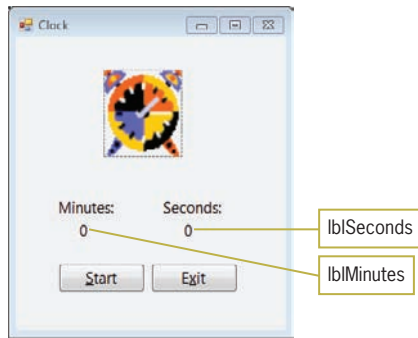 Clock
Minutes: Seconds:
0 0
lblSeconds
lblMinutes
Start Exit